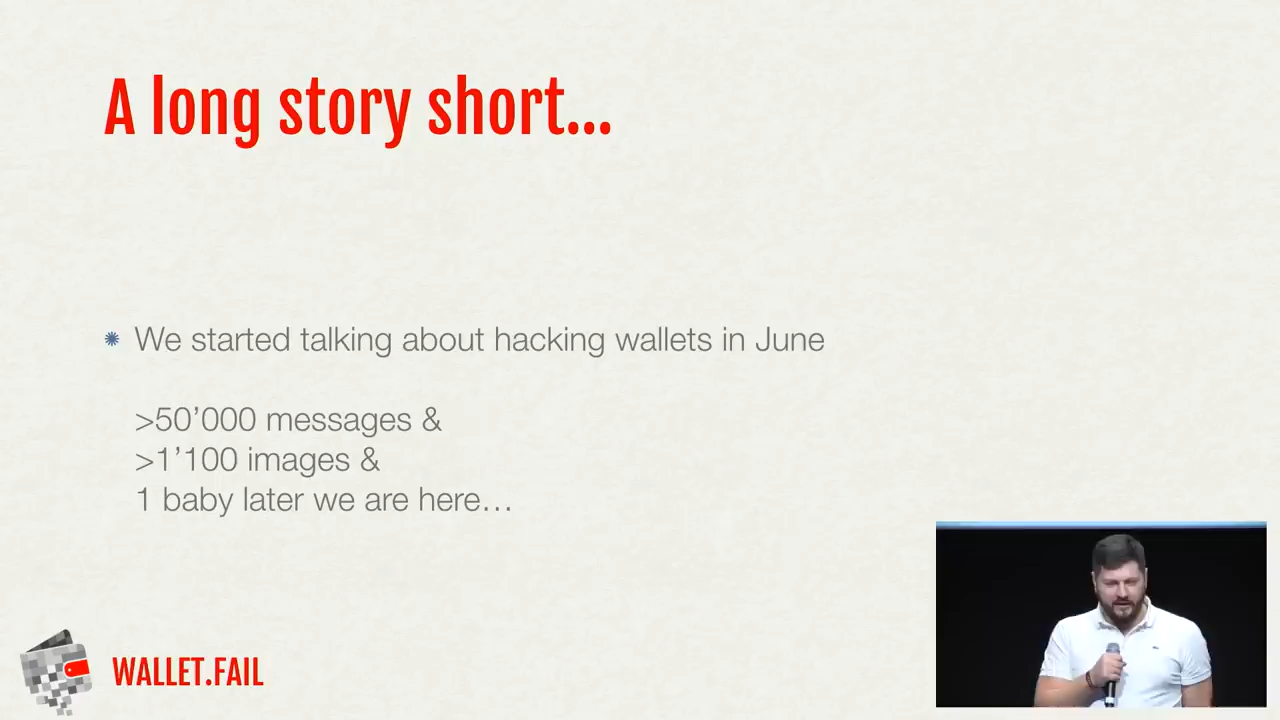 A long story short...
We started talking about hacking wallets in June
>50’000 messages &
>1’100 images &
1 baby later we are here…
WALLET.FAIL